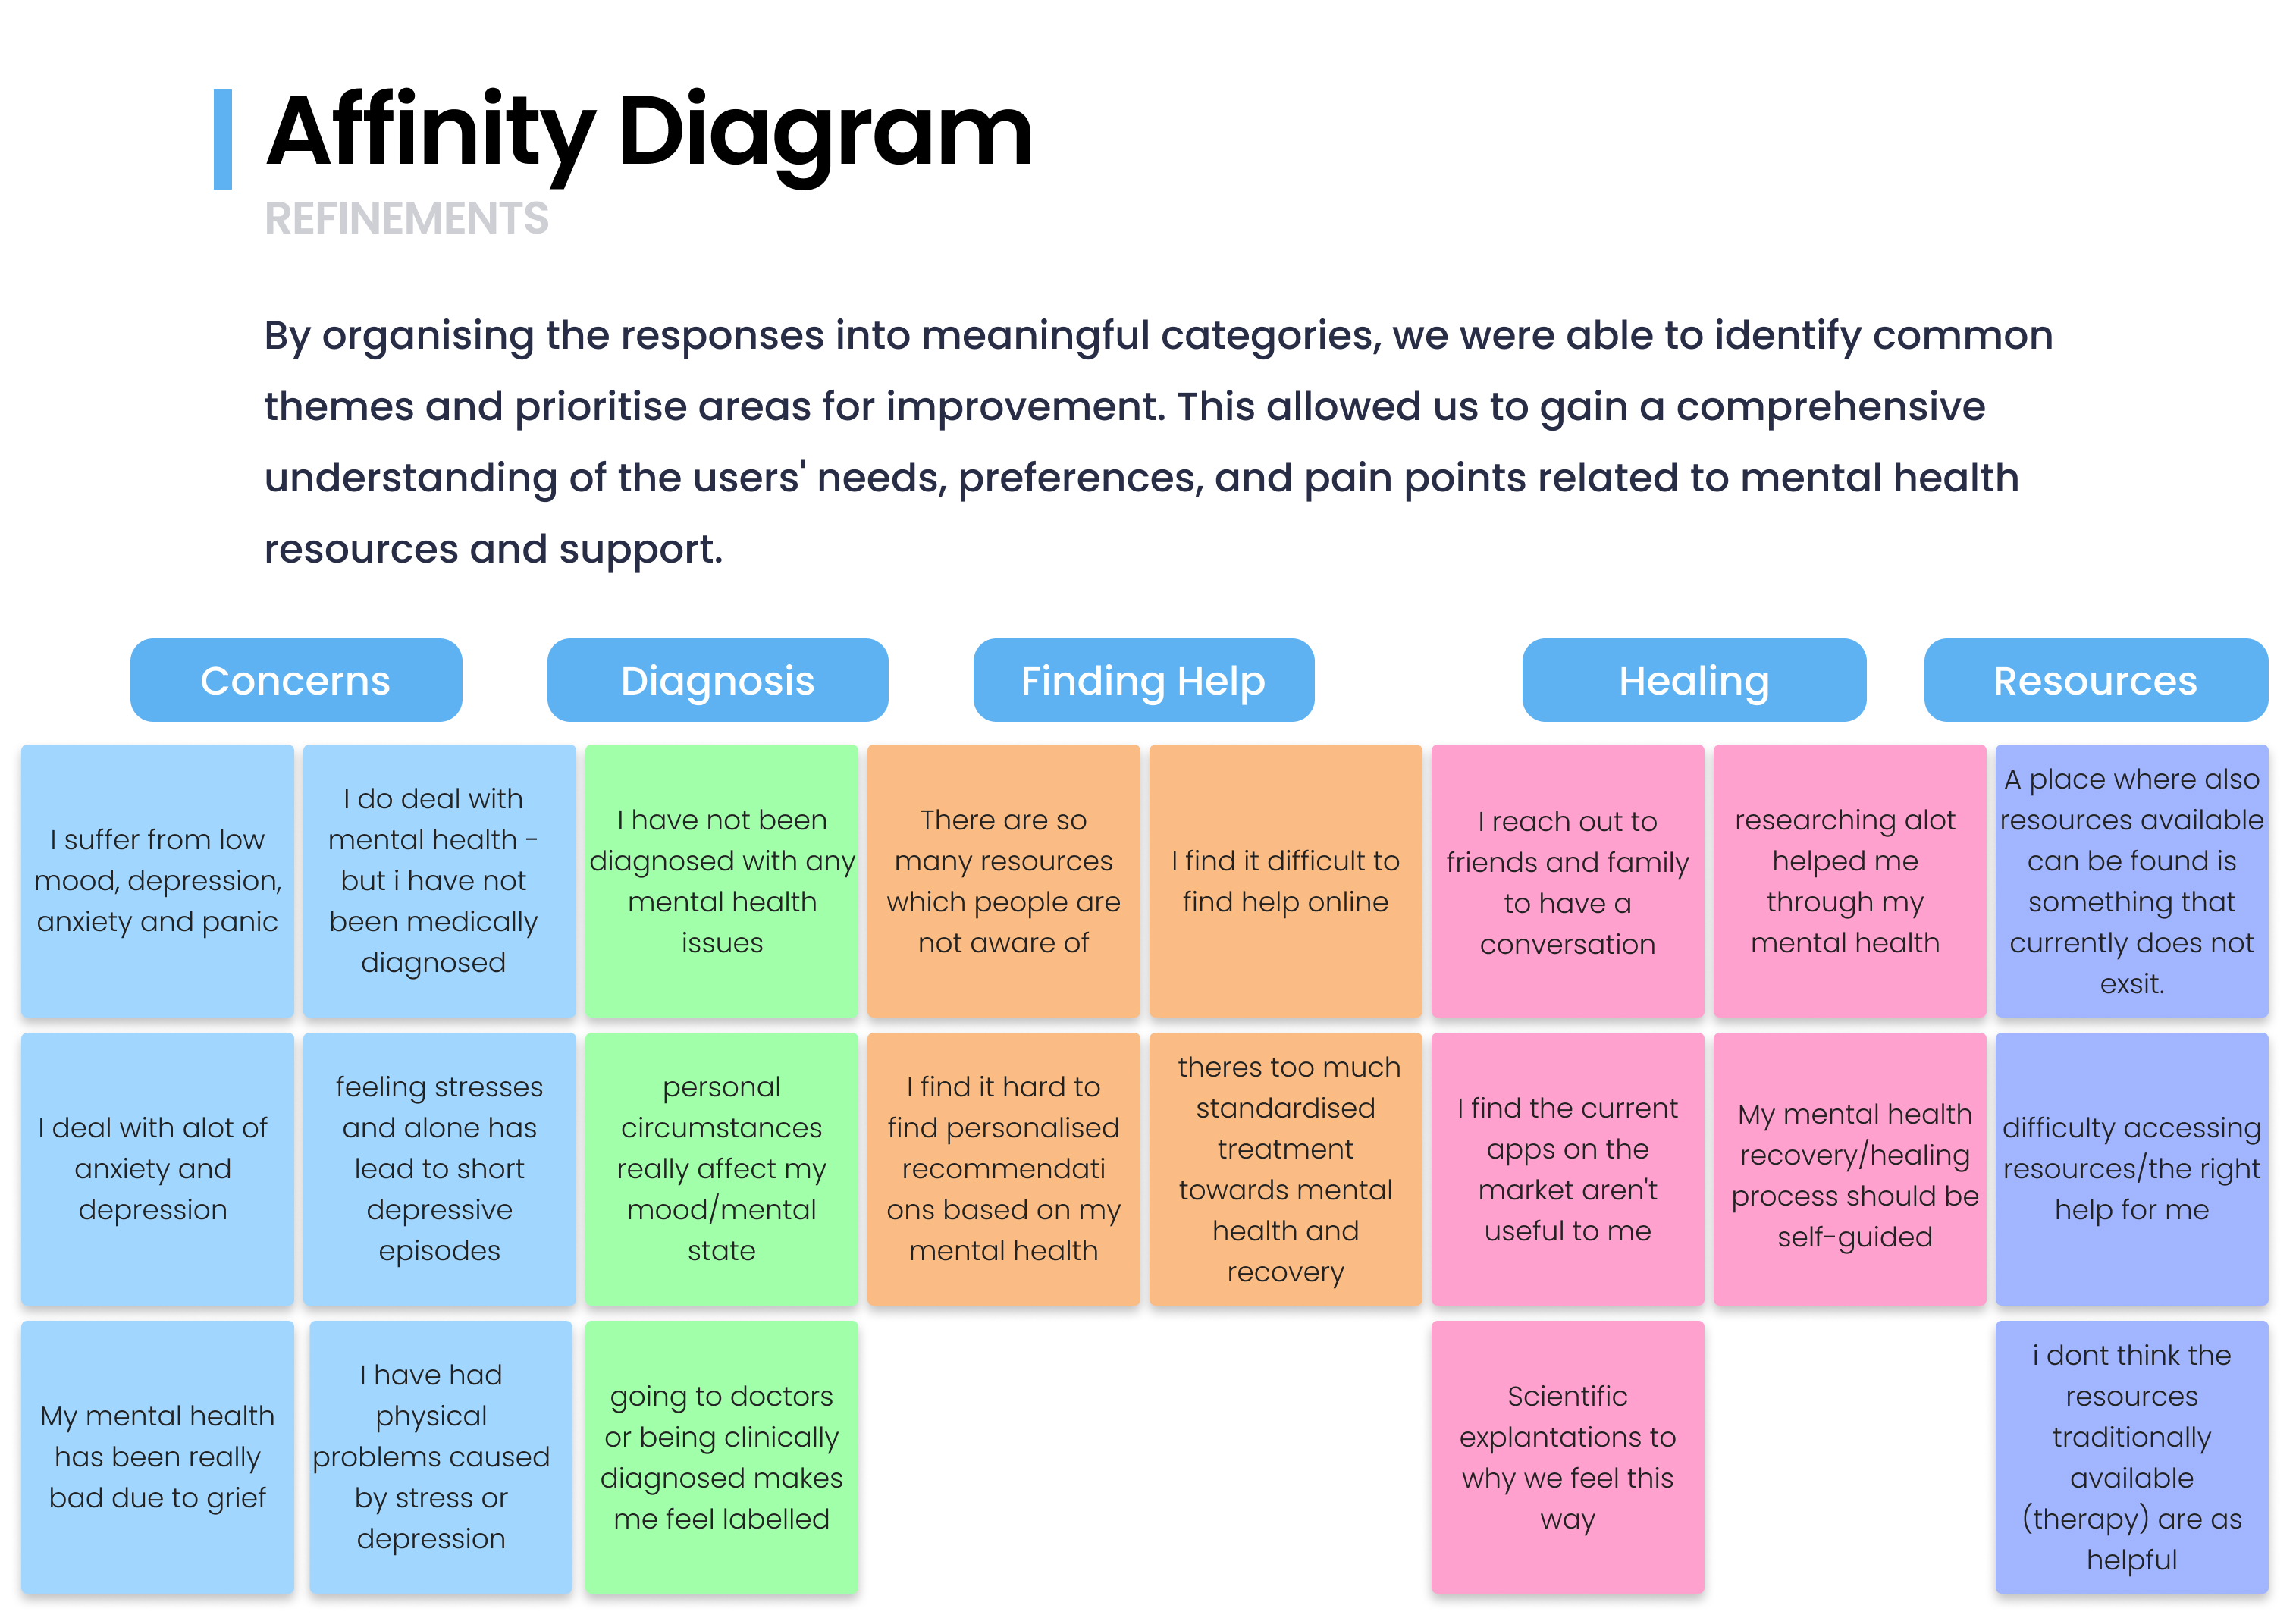 Affinity Diagram
REFINEMENTS
By organising the responses into meaningful categories, we were able to identify common
themes and prioritise areas for improvement. This allowed us to gain a comprehensive
understanding of the users' needs, preferences, and pain points related to mental health
resources and support.
Concerns
I suffer from low
mood, depression,
anxiety and panic
I do deal with
mental health -
but i have not
been medically
diagnosed
I deal with alot of
anxiety and
depression
feeling stresses
and alone has
lead to short
depressive
episodes
My mental health
has been really
bad due to grief
I have had
physical
problems caused
by stress or
depression
Diagnosis
I have not been
diagnosed with any
mental health
issues
personal
circumstances
really affect my
mood/mental
state
going to doctors
or being clinically
diagnosed makes
me feel labelled
Finding Help
There are so
many resources
which people are
not aware of
I find it difficult to
find help online
I find it hard to
find personalised
recommendati
ons based on my
mental health
theres too much
standardised
treatment
towards mental
health and
recovery
Healing
I reach out to
friends and family
to have a
conversation
researching alot
helped me
through my
mental health
I find the current
apps on the
market aren't
useful to me
My mental health
recovery/healing
process should be
self-guided
Scientific
explantations to
why we feel this
way
Resources
A place where also
resources available
can be found is
something that
currently does not
exsit.
difficulty accessing
resources/the right
help for me
i dont think the
resources
traditionally
available
(therapy) are as
helpful